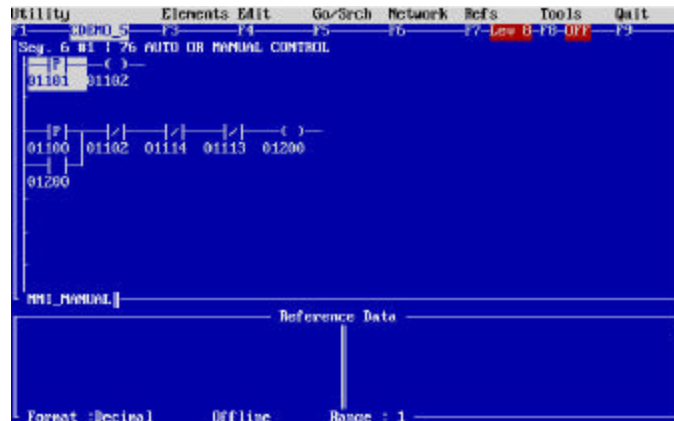 Utility Elements Edit Go/Srch Network Refs Tools Quit
F1 CDEMO_S F3 F4 F5 F6 F7-Lev 8-F8-OFF F9
Seg. 6 #1 | 76 AUTO OR MANUAL CONTROL
P ( )
01101 01102
P / / / ( )
01100 01102 01114 01113 01200
01200
MMI_MANUAL
Reference Data
Format :Decimal Offline Range : 1